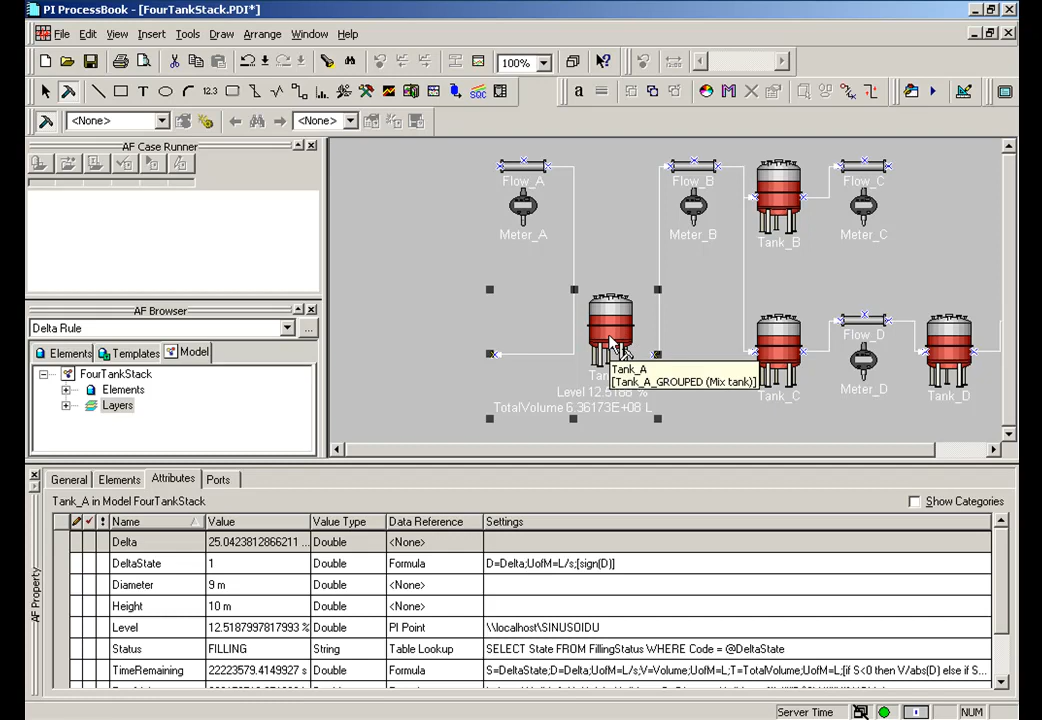 PI ProcessBook - [FourTankStack.PDI*]
File Edit View Insert Tools Draw Arrange Window Help
100%
T 12.3 SQC a M
<None> <None>
AF Case Runner
AF Browser
Delta Rule ...
Elements Templates Model
FourTankStack
Elements
Layers
Flow_A Flow_B Flow_C
Meter_A Meter_B Tank_B Meter_C
Flow_D
Meter_D
Tank_C Tank_D
Tank_A
[Tank_A_GROUPED (Mix tank)]
TotalVolume 6.36173E+08 L
General Elements Attributes Ports
Tank_A in Model FourTankStack Show Categories
! Name Value Value Type Data Reference Settings
Delta 25.0423812866211 ... Double <None>
DeltaState 1 Double Formula D=Delta;UofM=L/s;[sign(D)]
Diameter 9 m Double <None>
Height 10 m Double <None>
Level 12.5187997817993 % Double PI Point \\localhost\SINUSOIDU
Status FILLING String Table Lookup SELECT State FROM FillingStatus WHERE Code = @DeltaState
TimeRemaining 22223579.4149927 s Double Formula S=DeltaState;D=Delta;UofM=L/s;V=Volume;UofM=L;T=TotalVolume;UofM=L;[if S<0 then V/abs(D) else if S...
AF Property
Server Time NUM